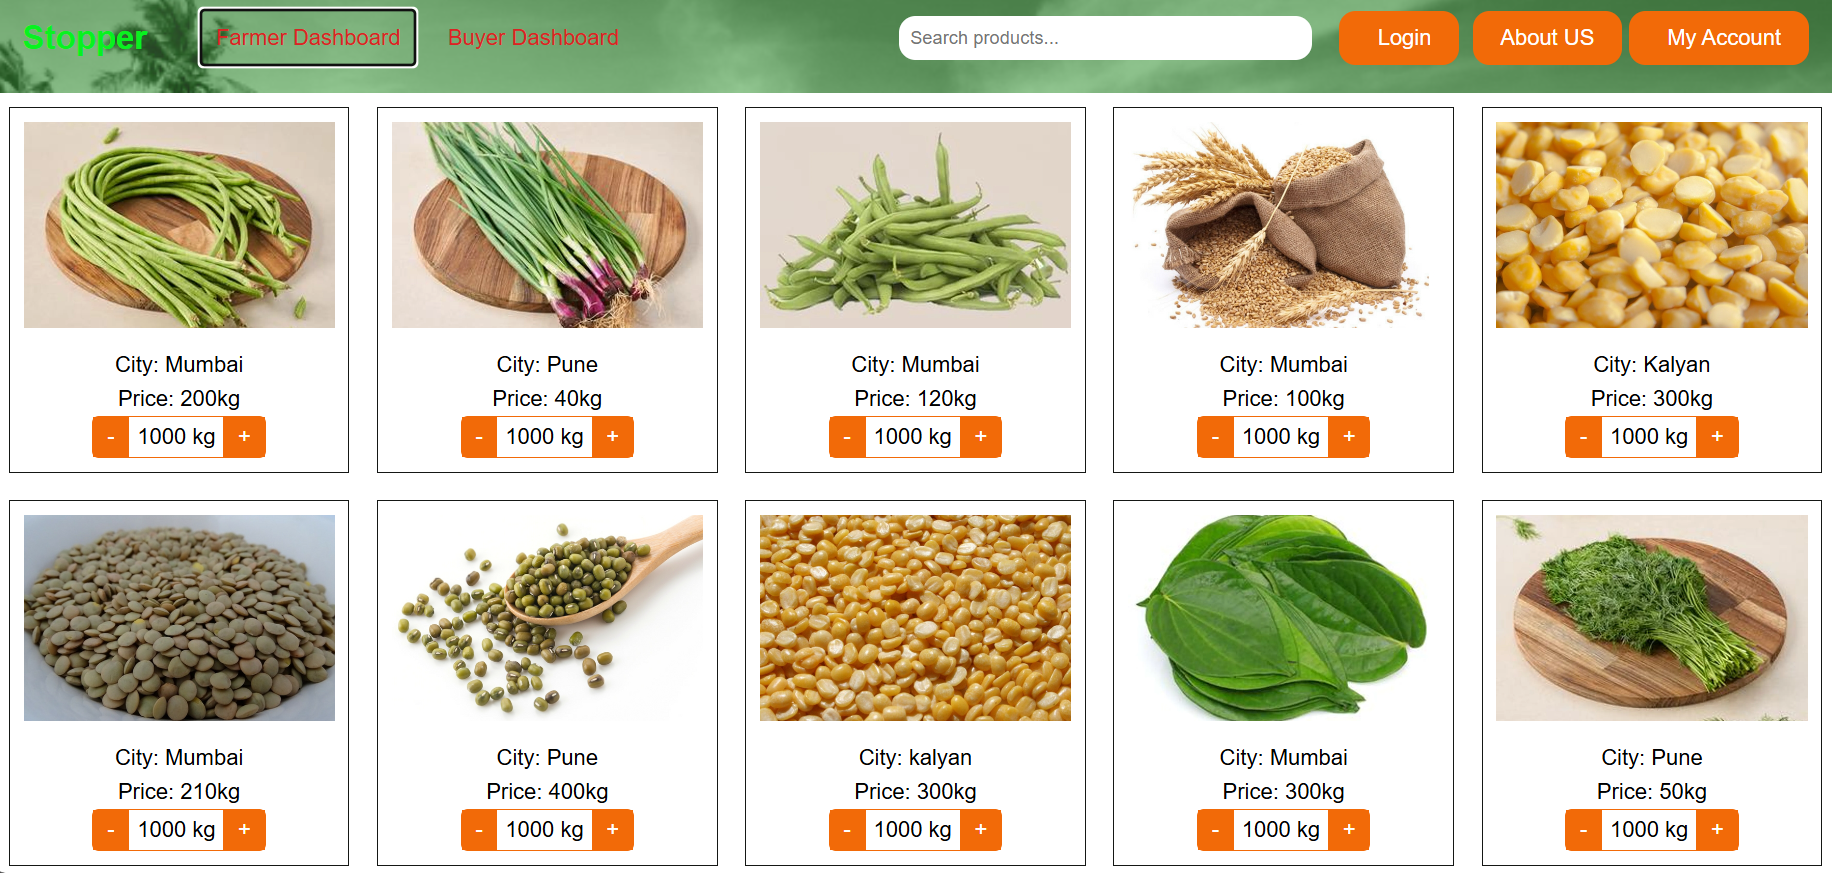 Stopper Farmer Dashboard Buyer Dashboard Search products... Login About US My Account
City: Mumbai
Price: 200kg
- 1000 kg +
City: Pune
Price: 40kg
- 1000 kg +
City: Mumbai
Price: 120kg
- 1000 kg +
City: Mumbai
Price: 100kg
- 1000 kg +
City: Kalyan
Price: 300kg
- 1000 kg +
City: Mumbai
Price: 210kg
- 1000 kg +
City: Pune
Price: 400kg
- 1000 kg +
City: kalyan
Price: 300kg
- 1000 kg +
City: Mumbai
Price: 300kg
- 1000 kg +
City: Pune
Price: 50kg
- 1000 kg +